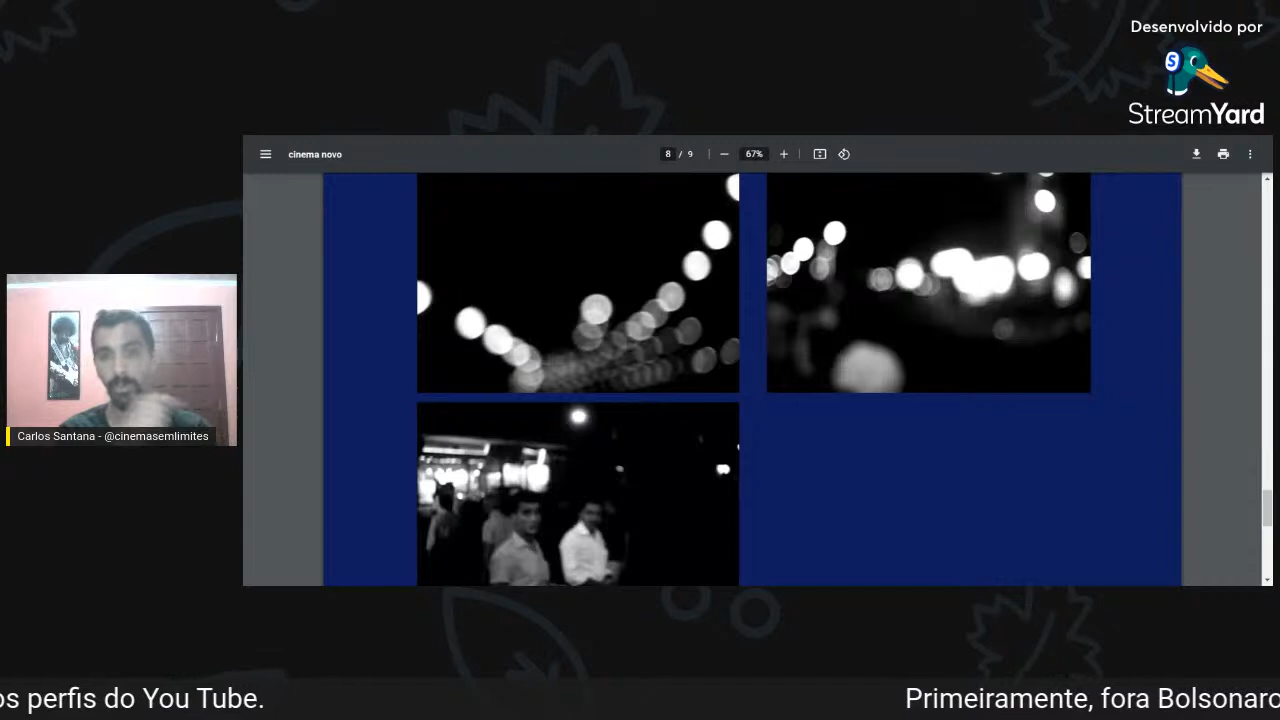 Desenvolvido por
S
StreamYard
cinema novo
8 / 9
67%
Carlos Santana - @cinemasemlimites
os perfis do You Tube.
Primeiramente, fora Bolsonaro